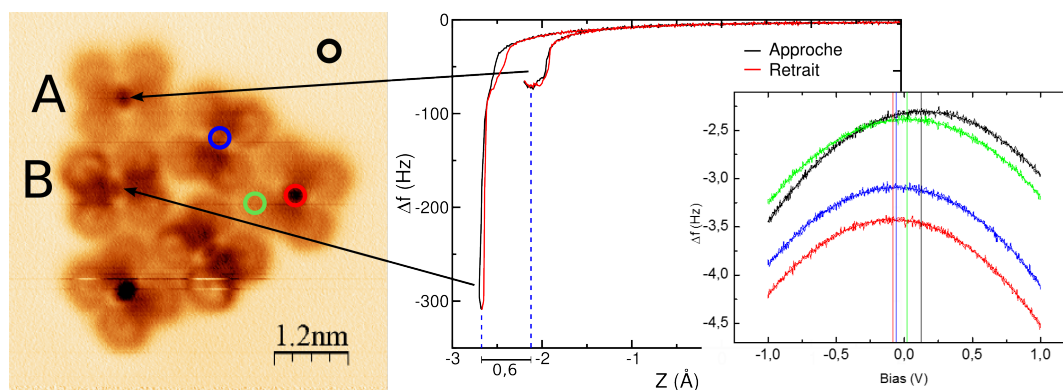 A
B
1.2nm
0
-100
-200
-300
Δf (Hz)
-3
-2
-1
0,6
Z (Å)
Approche
Retrait
-2,5
-3,0
-3,5
-4,0
-4,5
Δf (Hz)
-1,0
-0,5
0,0
0,5
1,0
Bias (V)